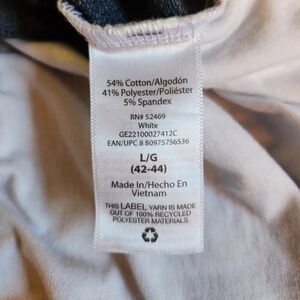 54% Cotton/Algodón
41% Polyester/Poliéster
5% Spandex
RN# 52469
White
GE22100027412C
EAN/UPC 8 80975756536
L/G
(42-44)
Made In/Hecho En
Vietnam
THIS LABEL YARN IS MADE
OUT OF 100% RECYCLED
POLYESTER MATERIALS